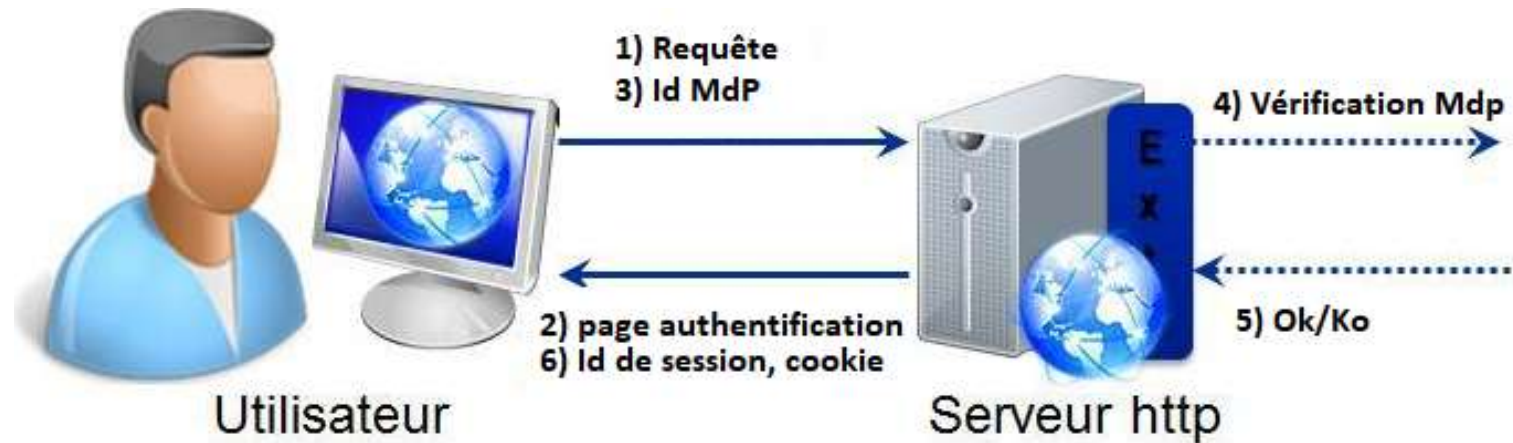 1) Requête
3) Id MdP
4) Vérification Mdp
E
x
2) page authentification
6) Id de session, cookie
5) Ok/Ko
Utilisateur
Serveur http